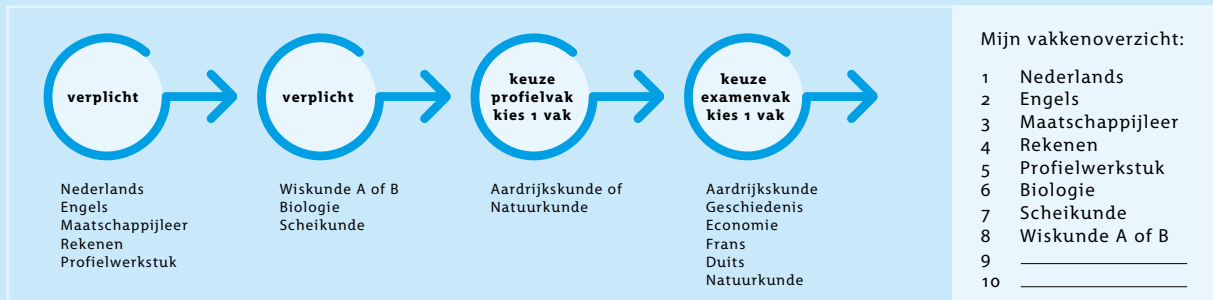 verplicht
Nederlands
Engels
Maatschappijleer
Rekenen
Profielwerkstuk
verplicht
Wiskunde A of B
Biologie
Scheikunde
keuze
profielvak
kies 1 vak
Aardrijkskunde of
Natuurkunde
keuze
examenvak
kies 1 vak
Aardrijkskunde
Geschiedenis
Economie
Frans
Duits
Natuurkunde
Mijn vakkenoverzicht:
1 Nederlands
2 Engels
3 Maatschappijleer
4 Rekenen
5 Profielwerkstuk
6 Biologie
7 Scheikunde
8 Wiskunde A of B
9
10